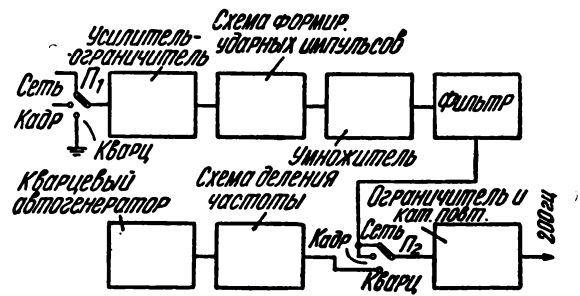 Усилитель-
-ограничитель
Схема формир.
ударных импульсов
Сеть
П₁
Кадр
Кварц
Умножитель
Фильтр
Кварцевый
автогенератор
Схема деления
частоты
Ограничитель и
кат. повт.
Сеть
Кадр
П₂
Кварц
200гц